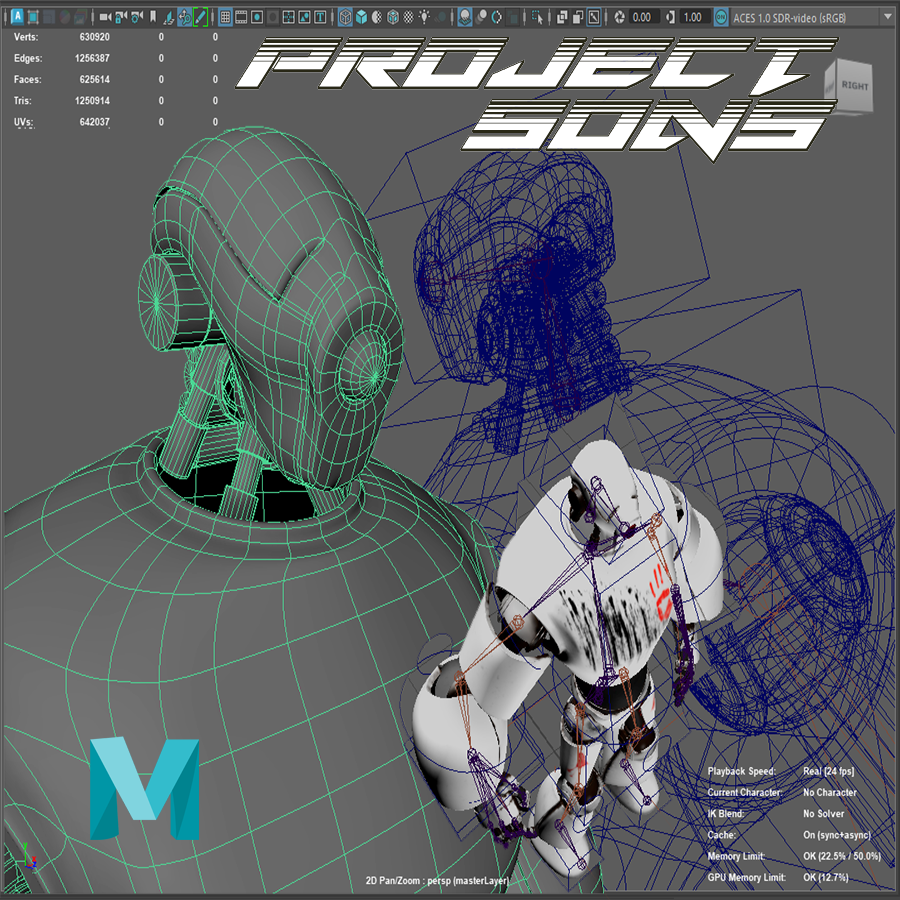 0.00 1.00 ON ACES 1.0 SDR-video (sRGB)
PROJECT
SONS
Verts: 630920 0 0
Edges: 1256387 0 0
Faces: 625614 0 0
Tris: 1250914 0 0
UVs: 642037 0 0
RIGHT
M
Playback Speed: Real [24 fps]
Current Character: No Character
IK Blend: No Solver
Cache: On (sync+async)
Memory Limit: OK (22.5% / 50.0%)
GPU Memory Limit: OK (12.7%)
2D Pan/Zoom : persp (masterLayer)